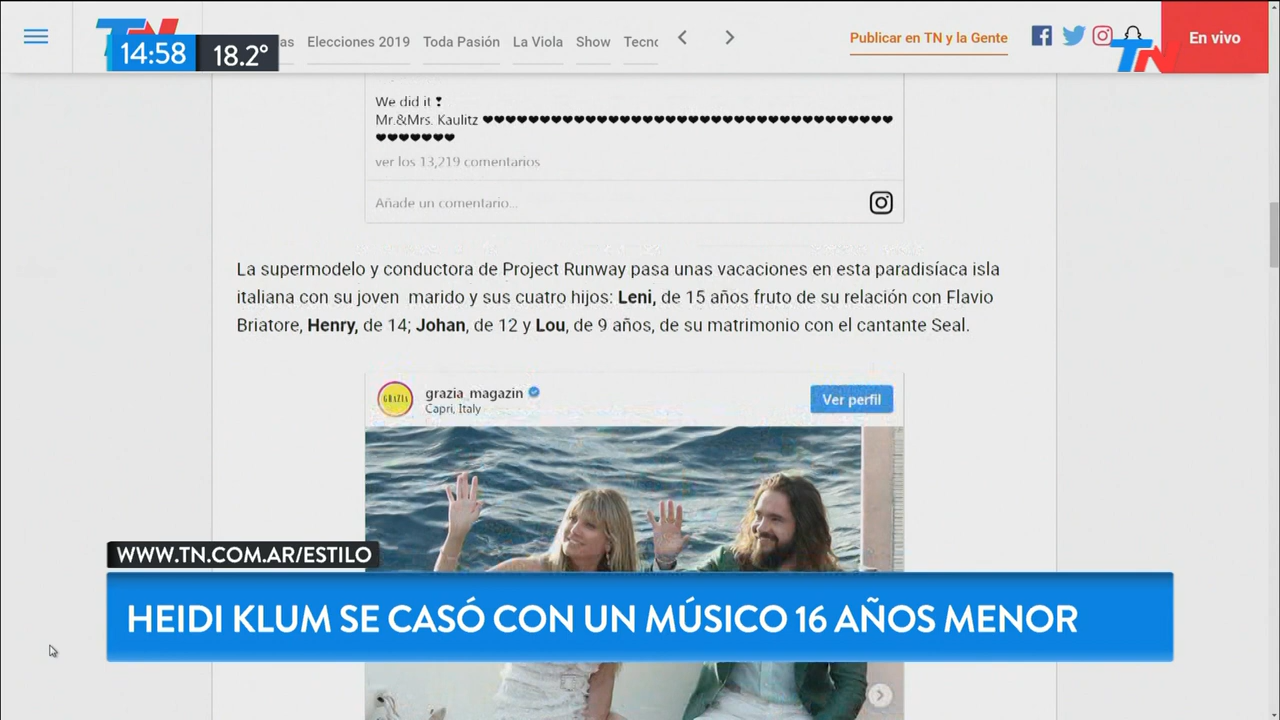 TN
14:58 18.2°
as Elecciones 2019 Toda Pasión La Viola Show Tecno
Publicar en TN y la Gente
TN
En vivo
We did it ❣
Mr.&Mrs. Kaulitz ❤❤❤❤❤❤❤❤❤❤❤❤❤❤❤❤❤❤❤❤❤❤❤❤❤❤❤❤❤❤❤❤❤❤❤❤
❤❤❤❤❤❤❤
ver los 13,219 comentarios
Añade un comentario...
La supermodelo y conductora de Project Runway pasa unas vacaciones en esta paradisíaca isla
italiana con su joven marido y sus cuatro hijos: Leni, de 15 años fruto de su relación con Flavio
Briatore, Henry, de 14; Johan, de 12 y Lou, de 9 años, de su matrimonio con el cantante Seal.
GRAZIA
grazia_magazin
Capri, Italy
Ver perfil
WWW.TN.COM.AR/ESTILO
HEIDI KLUM SE CASÓ CON UN MÚSICO 16 AÑOS MENOR